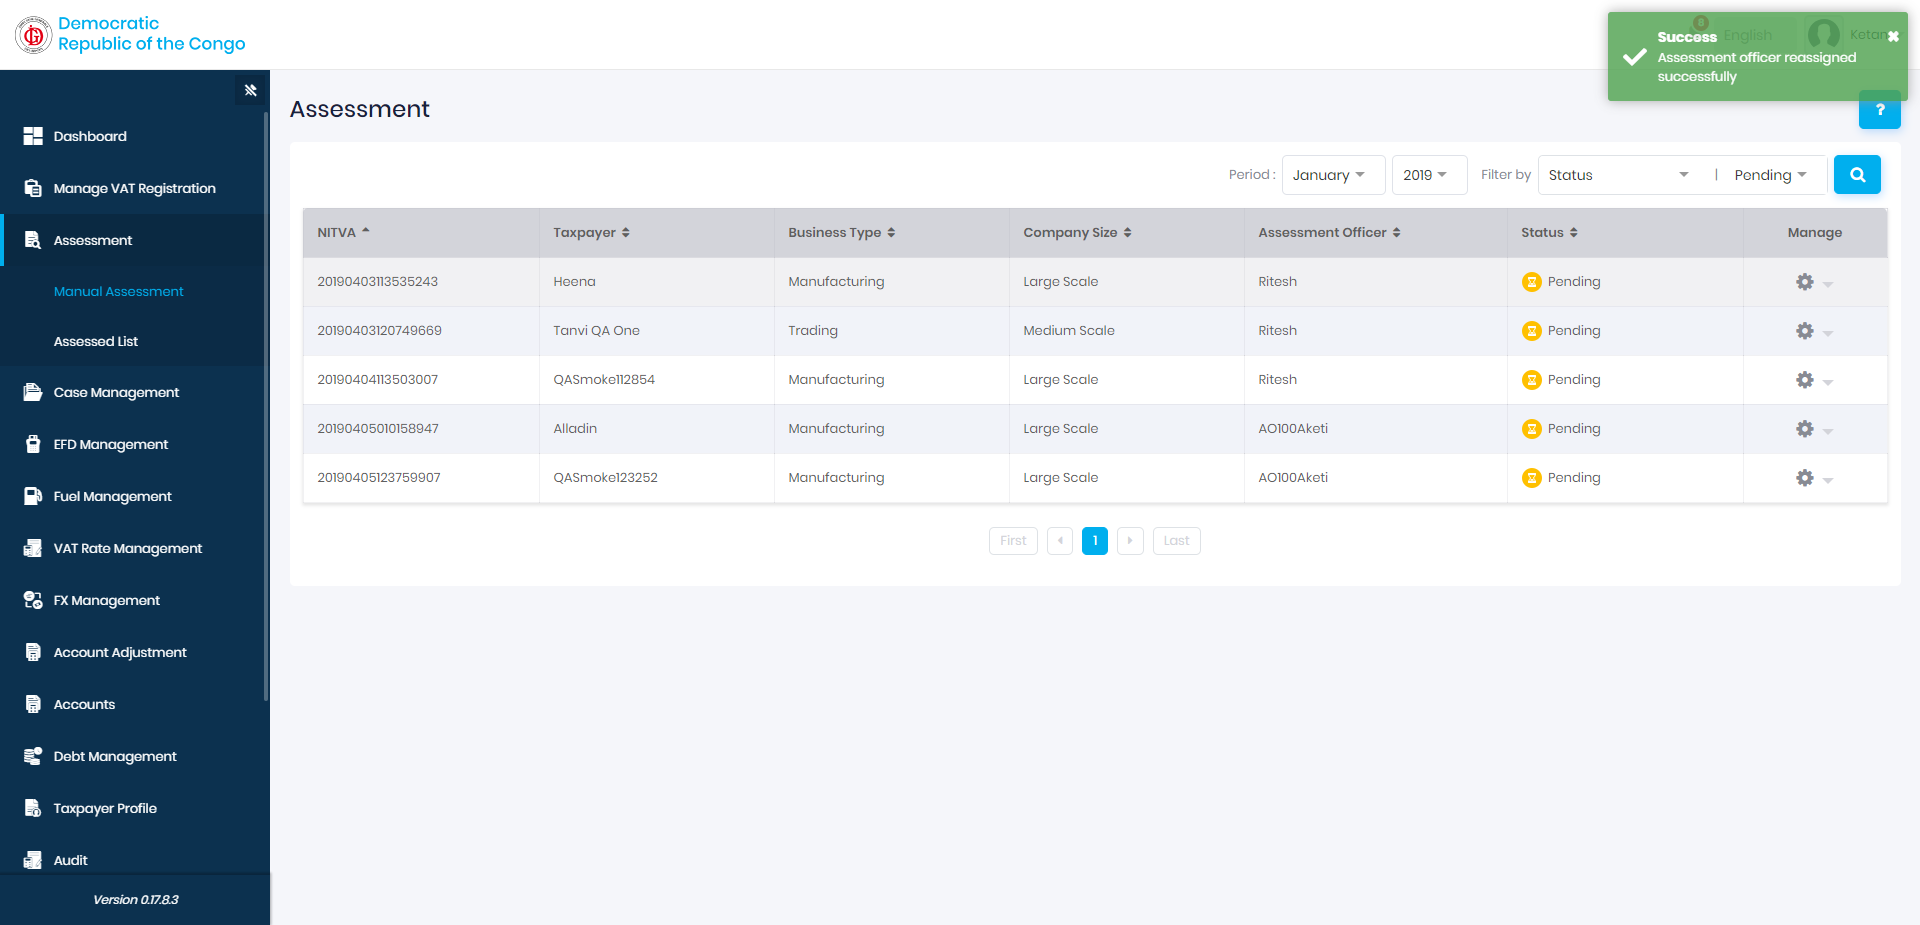 Democratic
Republic of the Congo
8
English
Ketan
Success
Assessment officer reassigned
successfully
?
Dashboard
Manage VAT Registration
Assessment
Manual Assessment
Assessed List
Case Management
EFD Management
Fuel Management
VAT Rate Management
FX Management
Account Adjustment
Accounts
Debt Management
Taxpayer Profile
Audit
Version 0.17.8.3
Assessment
Period : January 2019 Filter by Status | Pending
NITVA Taxpayer Business Type Company Size Assessment Officer Status Manage
20190403113535243 Heena Manufacturing Large Scale Ritesh Pending
20190403120749669 Tanvi QA One Trading Medium Scale Ritesh Pending
20190404113503007 QASmoke112854 Manufacturing Large Scale Ritesh Pending
20190405010158947 Alladin Manufacturing Large Scale AO100Aketi Pending
20190405123759907 QASmoke123252 Manufacturing Large Scale AO100Aketi Pending
First 1 Last